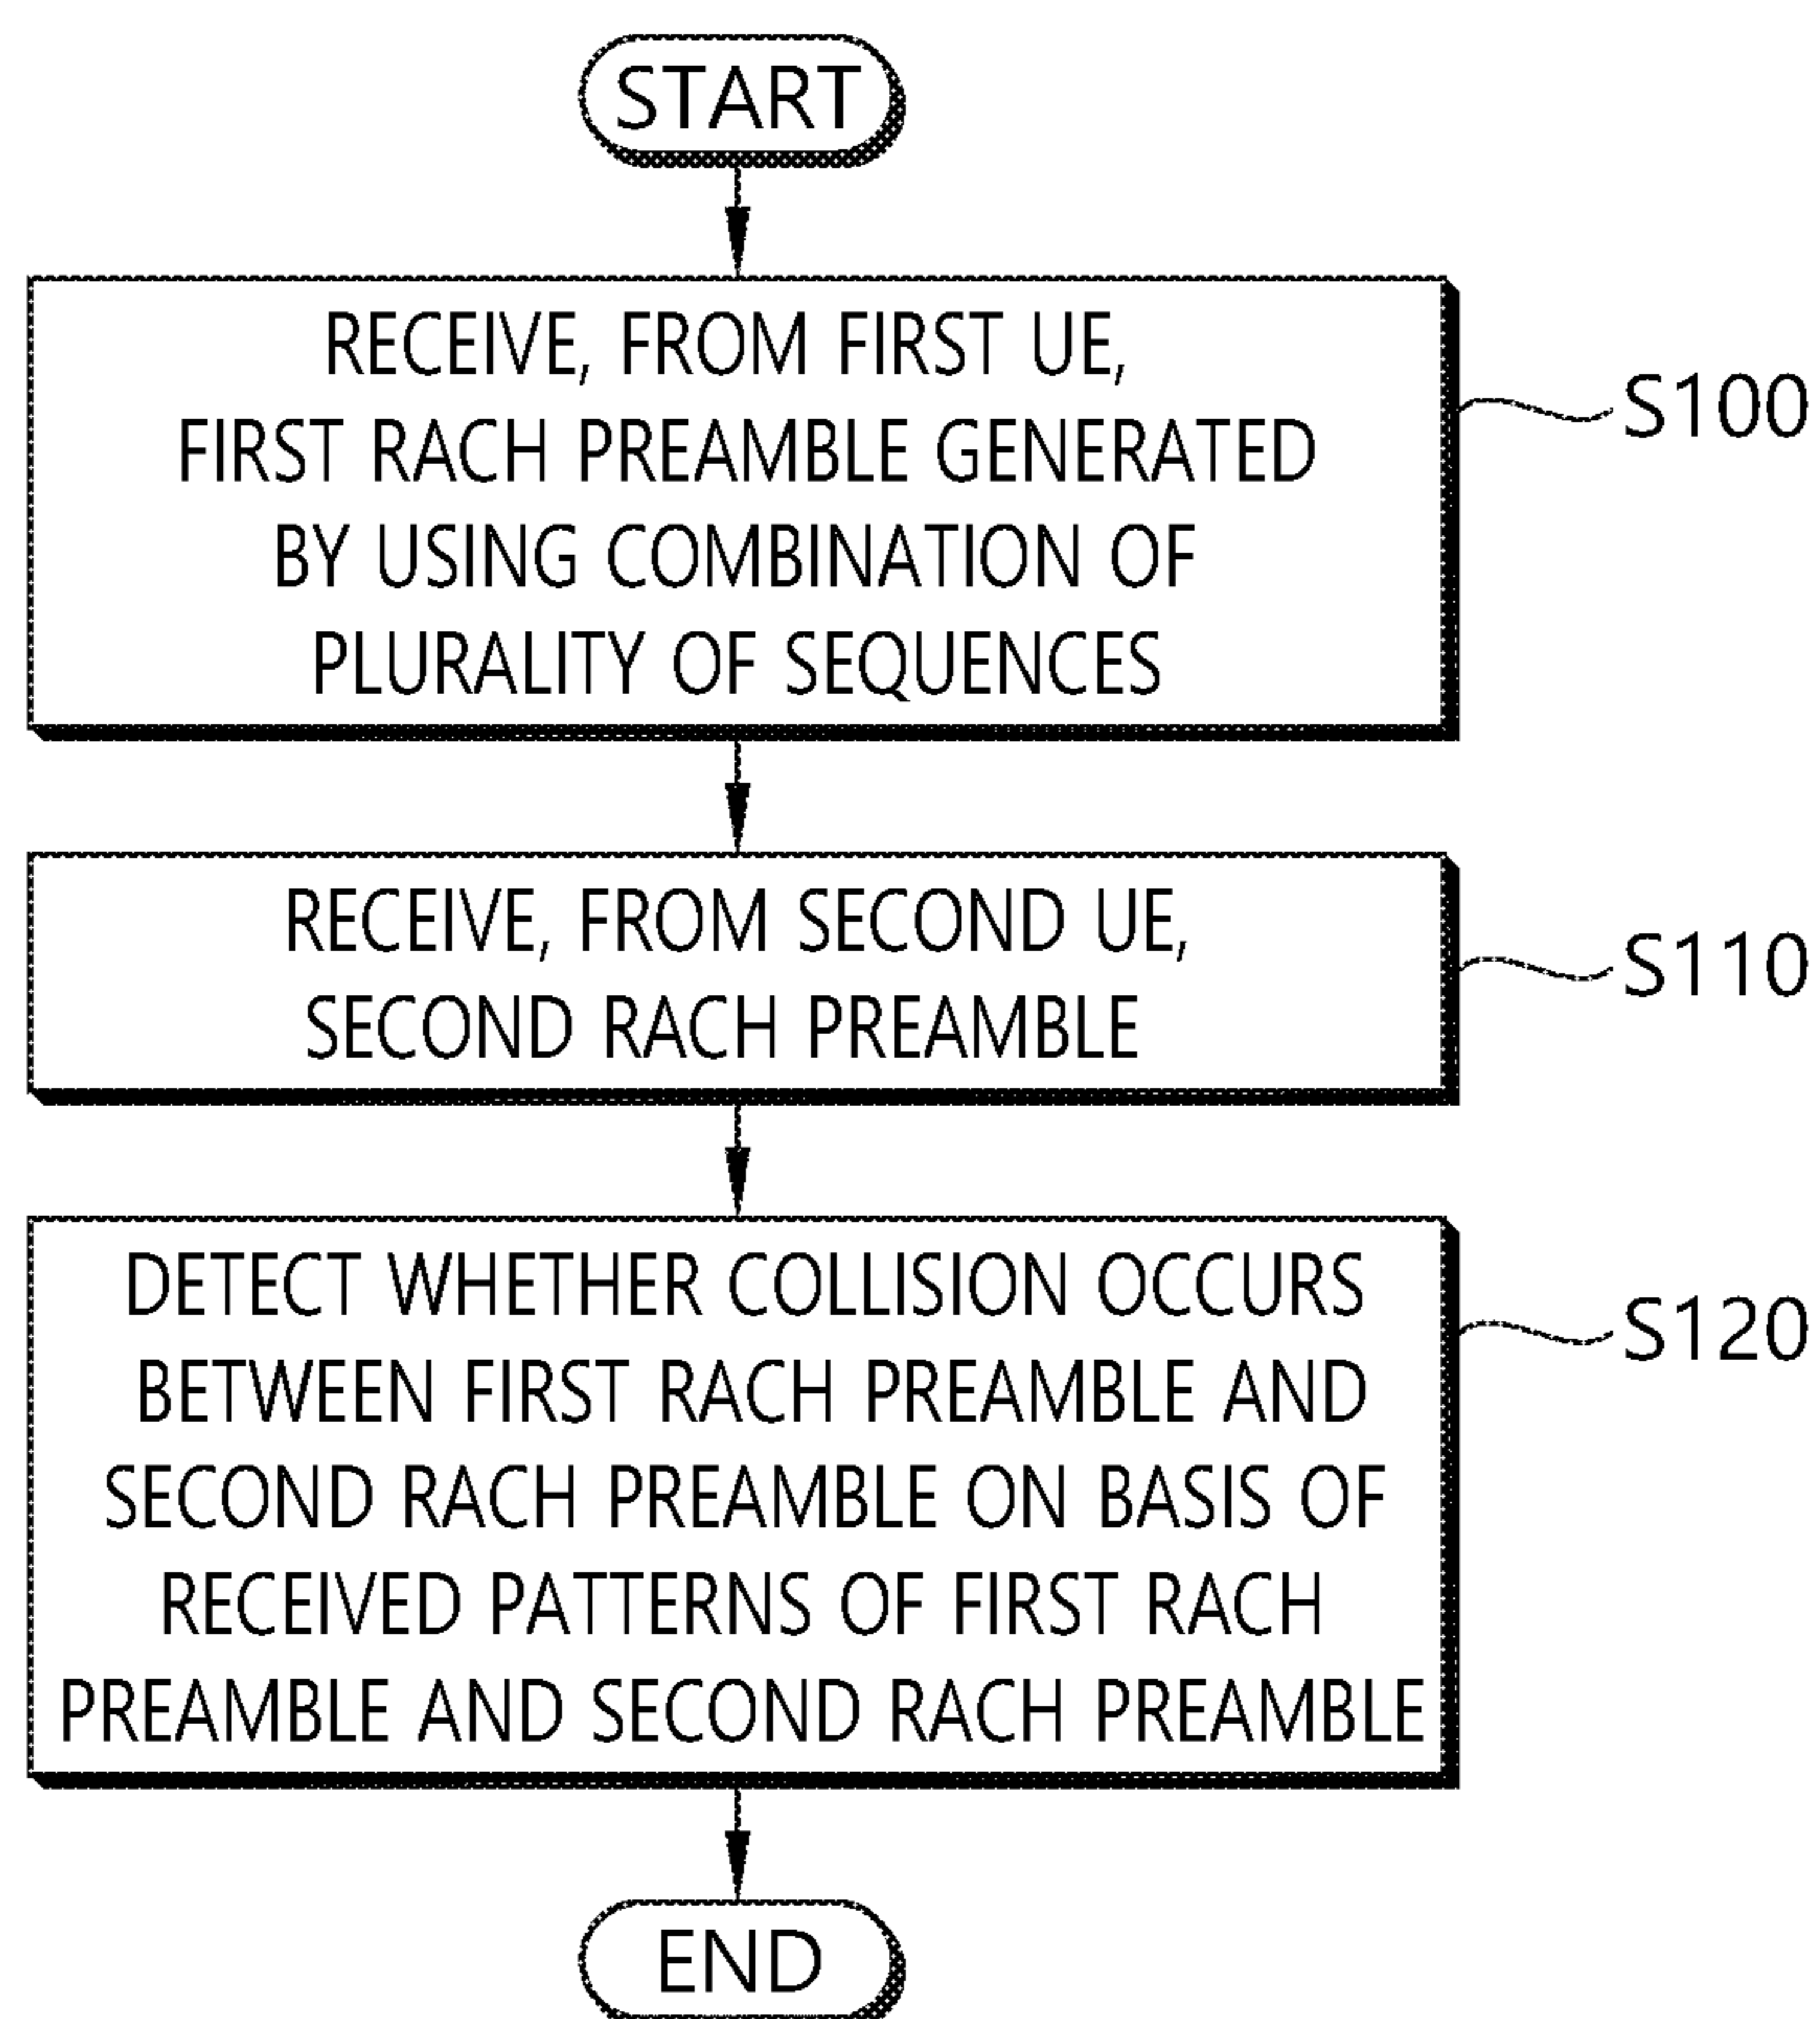 START
RECEIVE, FROM FIRST UE,
FIRST RACH PREAMBLE GENERATED
BY USING COMBINATION OF
PLURALITY OF SEQUENCES
S100
RECEIVE, FROM SECOND UE,
SECOND RACH PREAMBLE
S110
DETECT WHETHER COLLISION OCCURS
BETWEEN FIRST RACH PREAMBLE AND
SECOND RACH PREAMBLE ON BASIS OF
RECEIVED PATTERNS OF FIRST RACH
PREAMBLE AND SECOND RACH PREAMBLE
S120
END